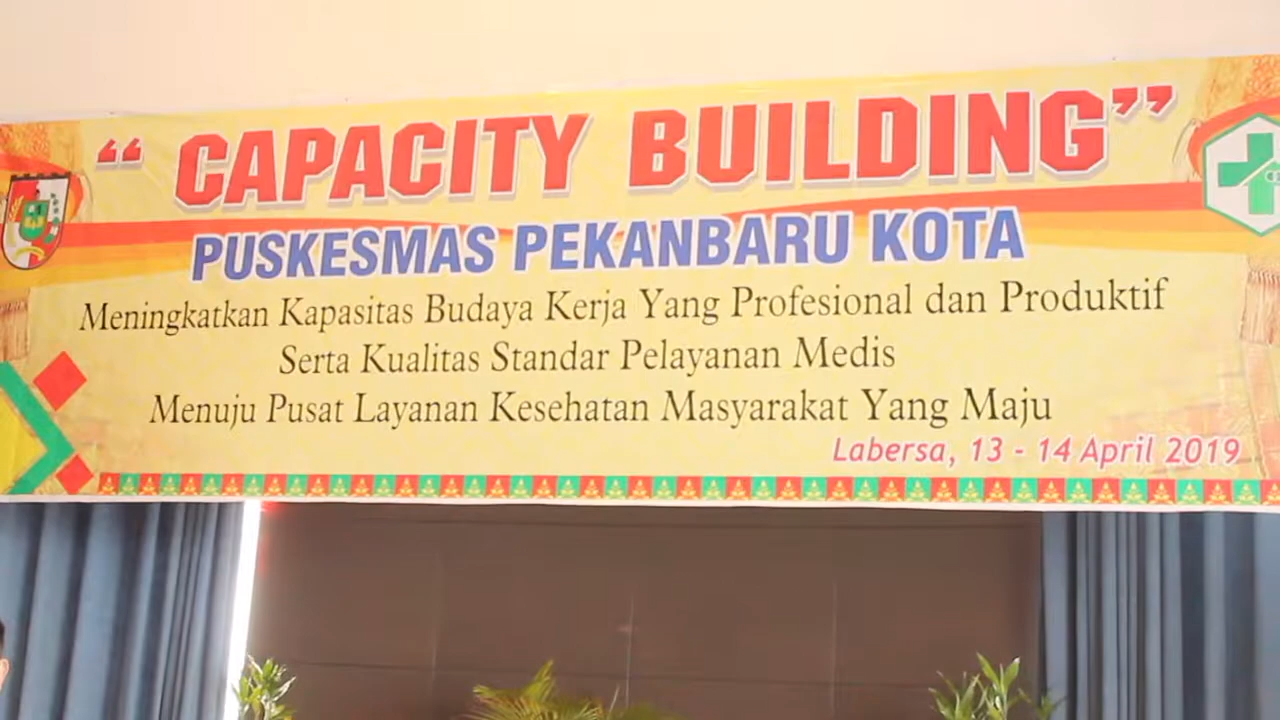 “ CAPACITY BUILDING”
PUSKESMAS PEKANBARU KOTA
Meningkatkan Kapasitas Budaya Kerja Yang Profesional dan Produktif
Serta Kualitas Standar Pelayanan Medis
Menuju Pusat Layanan Kesehatan Masyarakat Yang Maju
Labersa, 13 - 14 April 2019